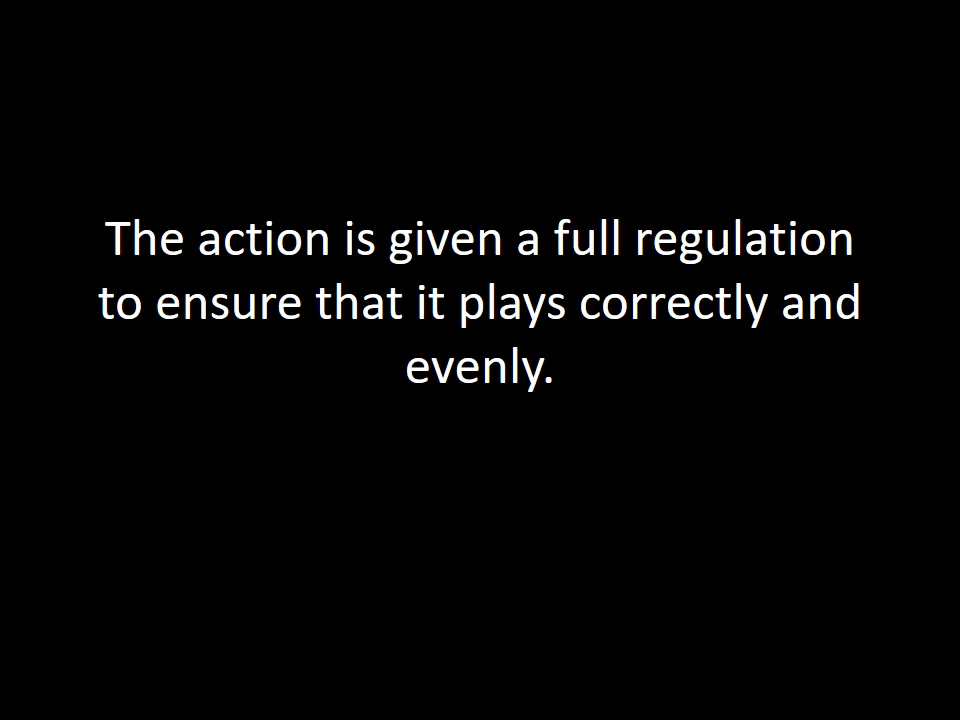 The action is given a full regulation
to ensure that it plays correctly and
evenly.